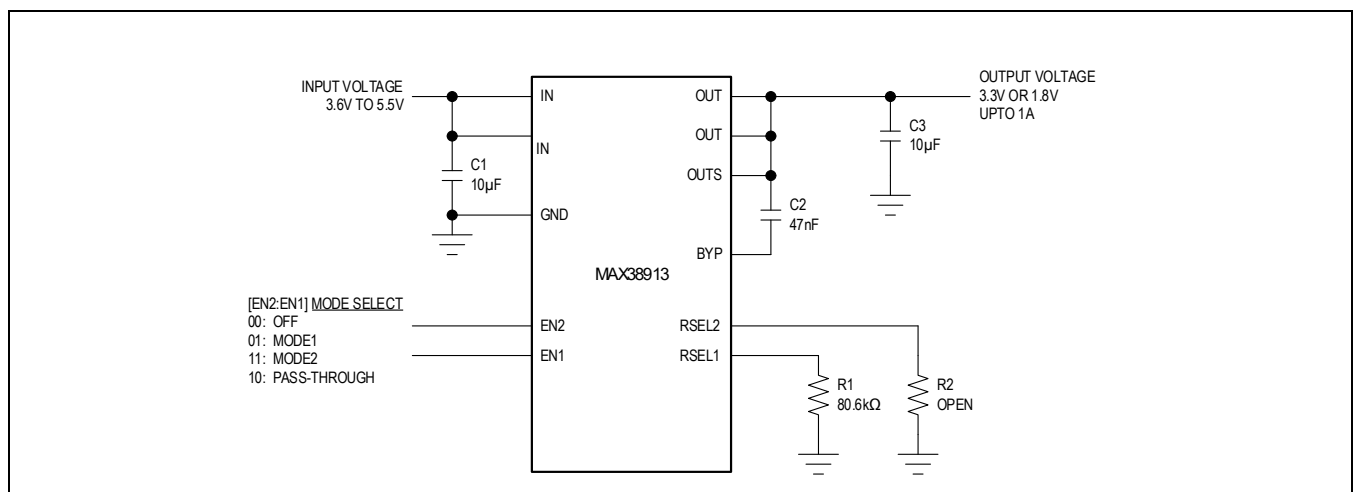 INPUT VOLTAGE
3.6V TO 5.5V
IN
IN
C1
10µF
GND
[EN2:EN1] MODE SELECT
00: OFF
01: MODE1
11: MODE2
10: PASS-THROUGH
EN2
EN1
MAX38913
OUT
OUT
OUTS
BYP
RSEL2
RSEL1
C2
47nF
C3
10µF
OUTPUT VOLTAGE
3.3V OR 1.8V
UPTO 1A
R1
80.6kΩ
R2
OPEN